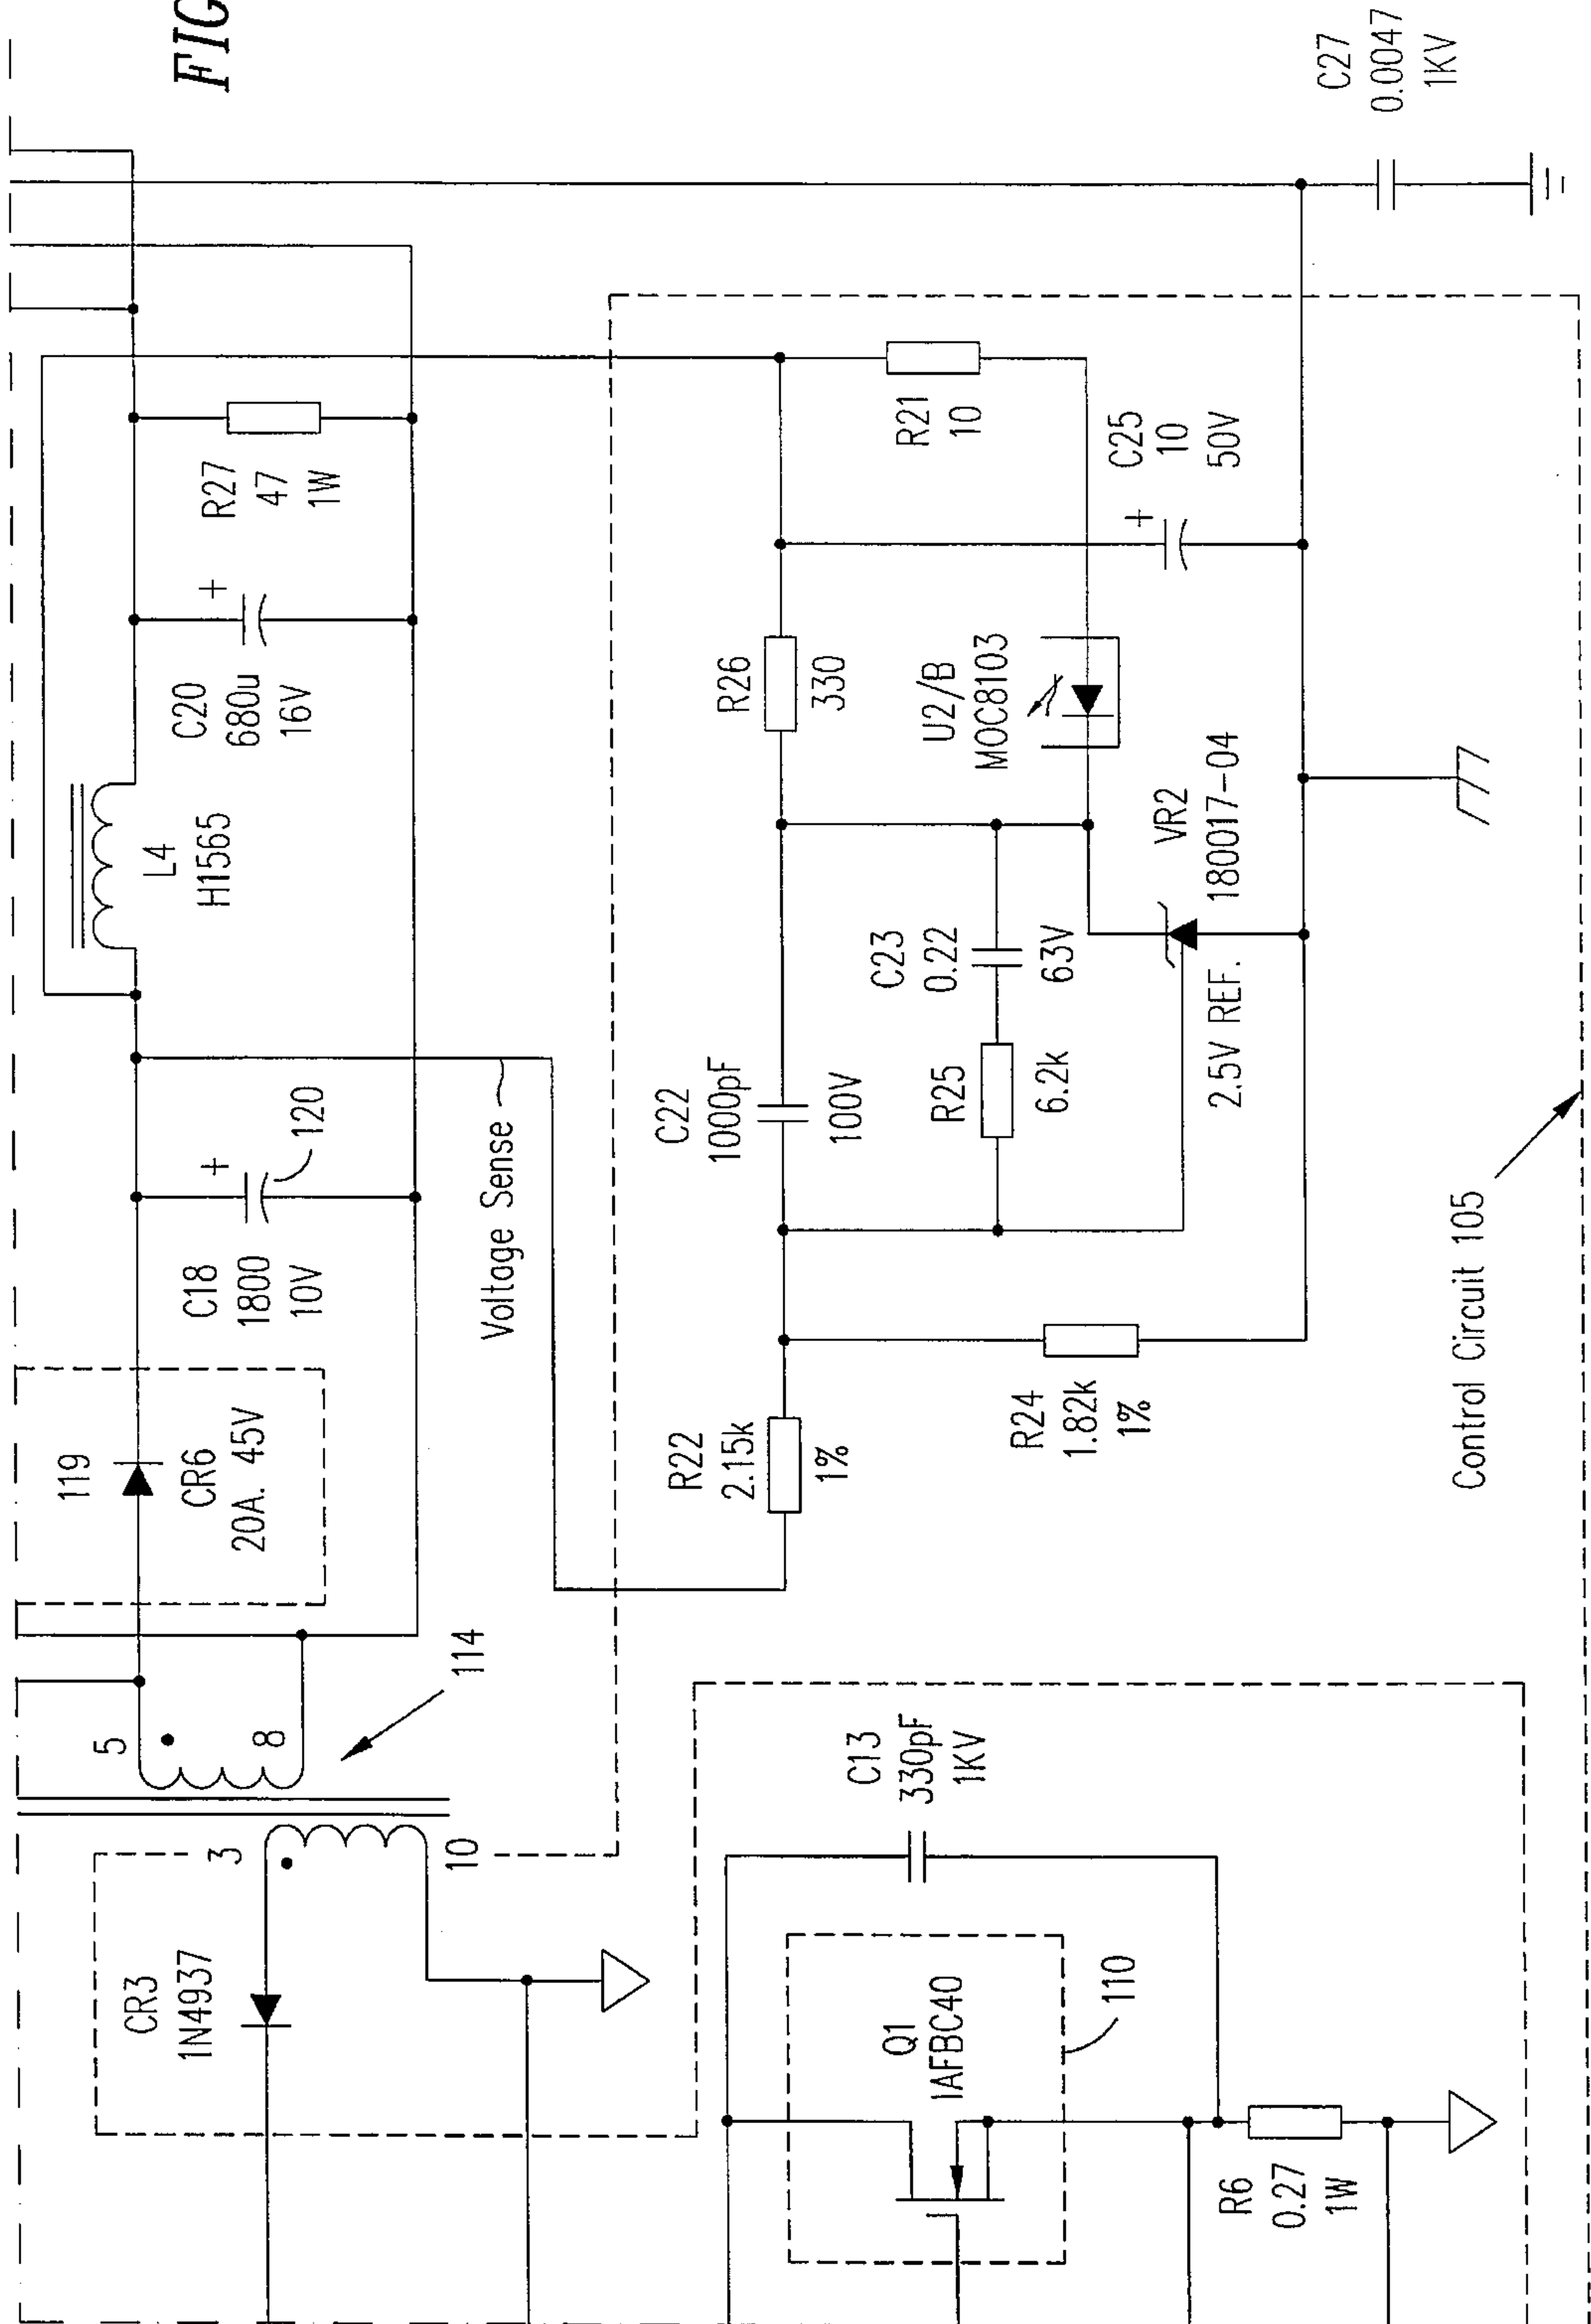 CR3
1N4937
3
10
5
8
114
119
CR6
20A. 45V
C18
1800
10V
120
L4
H1565
C20
680u
16V
R27
47
1W
FIG
Voltage Sense
Q1
IAFBC40
110
C13
330pF
1KV
R6
0.27
1W
R22
2.15k
1%
C22
1000pF
100V
R26
330
R24
1.82k
1%
R25
6.2k
C23
0.22
63V
U2/B
MOC8103
R21
10
C25
10
50V
VR2
180017-04
2.5V REF.
Control Circuit 105
C27
0.0047
1KV